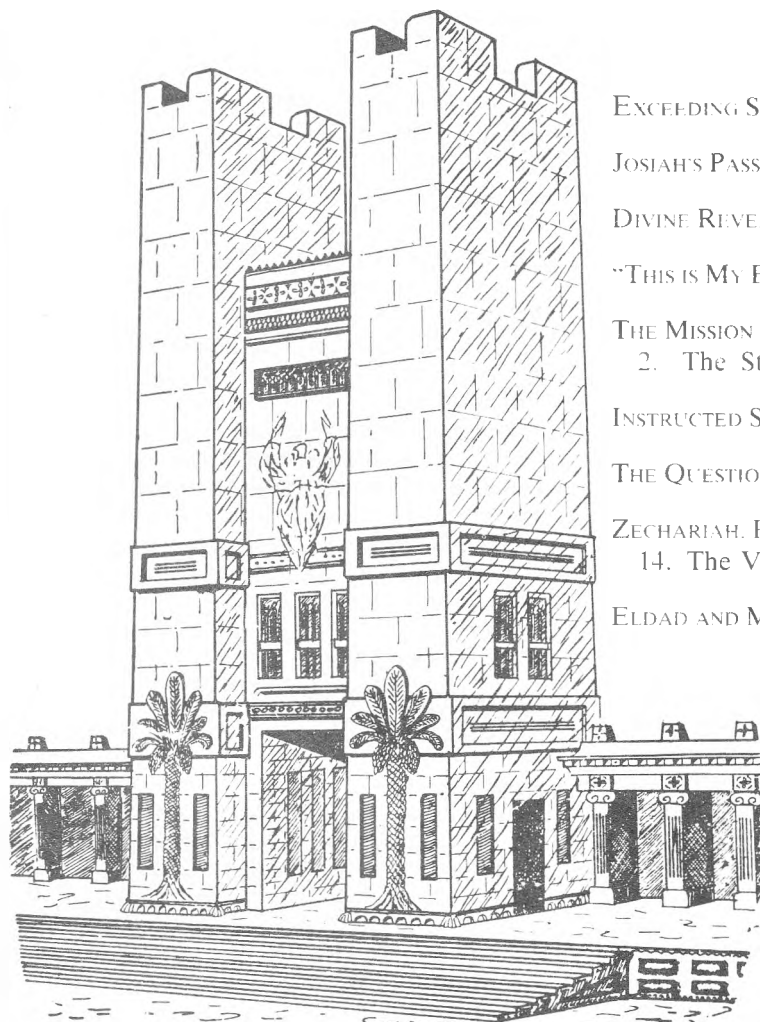 EXCEEDING S
JOSIAH'S PASS
DIVINE REVE
"THIS IS MY B
THE MISSION
2. The St
INSTRUCTED S
THE QUESTIO
ZECHARIAH. P
14. The V
ELDAD AND M